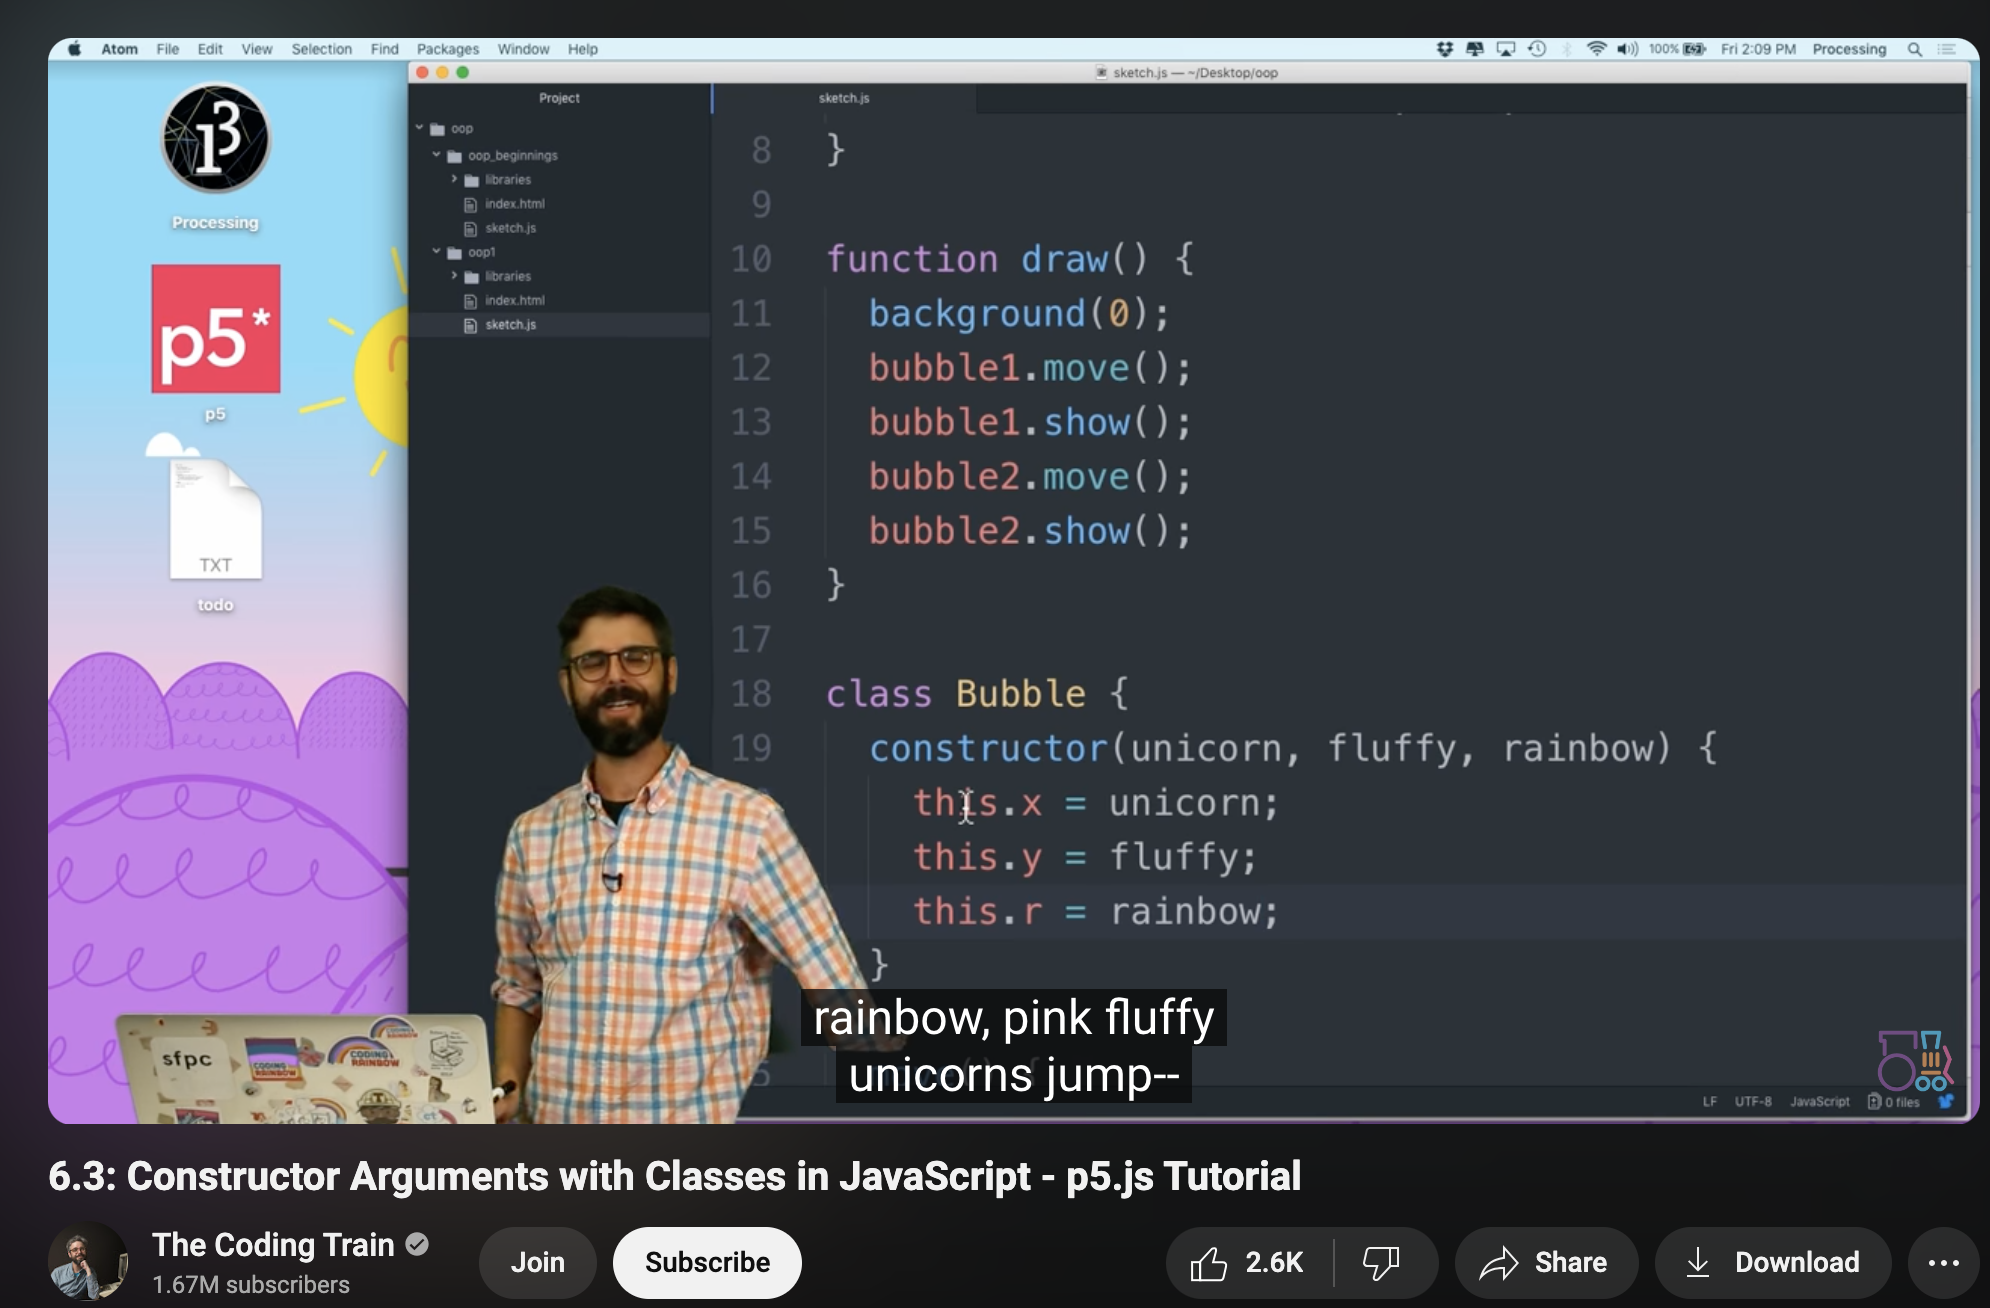 Atom File Edit View Selection Find Packages Window Help
100% Fri 2:09 PM Processing
sketch.js — ~/Desktop/oop
Project
sketch.js
oop
oop_beginnings
libraries
index.html
sketch.js
oop1
libraries
index.html
sketch.js
Processing
p5*
p5
TXT
todo
8 }
9
10 function draw() {
11 background(0);
12 bubble1.move();
13 bubble1.show();
14 bubble2.move();
15 bubble2.show();
16 }
17
18 class Bubble {
19 constructor(unicorn, fluffy, rainbow) {
this.x = unicorn;
this.y = fluffy;
this.r = rainbow;
}
rainbow, pink fluffy
unicorns jump--
sfpc
CODING RAINBOW
CODING RAINBOW
LF UTF-8 JavaScript 0 files
6.3: Constructor Arguments with Classes in JavaScript - p5.js Tutorial
The Coding Train
1.67M subscribers
Join
Subscribe
2.6K
Share
Download